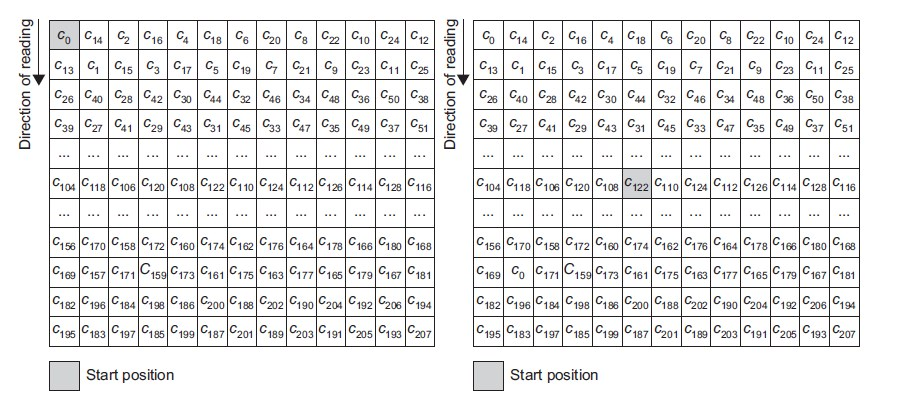 Direction of reading
c0 c14 c2 c16 c4 c18 c6 c20 c8 c22 c10 c24 c12
c13 c1 c15 c3 c17 c5 c19 c7 c21 c9 c23 c11 c25
c26 c40 c28 c42 c30 c44 c32 c46 c34 c48 c36 c50 c38
c39 c27 c41 c29 c43 c31 c45 c33 c47 c35 c49 c37 c51
... ... ... ... ... ... ... ... ... ... ... ... ...
c104 c118 c106 c120 c108 c122 c110 c124 c112 c126 c114 c128 c116
... ... ... ... ... ... ... ... ... ... ... ... ...
c156 c170 c158 c172 c160 c174 c162 c176 c164 c178 c166 c180 c168
c169 c157 c171 C159 c173 c161 c175 c163 c177 c165 c179 c167 c181
c182 c196 c184 c198 c186 c200 c188 c202 c190 c204 c192 c206 c194
c195 c183 c197 c185 c199 c187 c201 c189 c203 c191 c205 c193 c207
Start position
Direction of reading
c0 c14 c2 c16 c4 c18 c6 c20 c8 c22 c10 c24 c12
c13 c1 c15 c3 c17 c5 c19 c7 c21 c9 c23 c11 c25
c26 c40 c28 c42 c30 c44 c32 c46 c34 c48 c36 c50 c38
c39 c27 c41 c29 c43 c31 c45 c33 c47 c35 c49 c37 c51
... ... ... ... ... ... ... ... ... ... ... ... ...
c104 c118 c106 c120 c108 c122 c110 c124 c112 c126 c114 c128 c116
... ... ... ... ... ... ... ... ... ... ... ... ...
c156 c170 c158 c172 c160 c174 c162 c176 c164 c178 c166 c180 c168
c169 c0 c171 C159 c173 c161 c175 c163 c177 c165 c179 c167 c181
c182 c196 c184 c198 c186 c200 c188 c202 c190 c204 c192 c206 c194
c195 c183 c197 c185 c199 c187 c201 c189 c203 c191 c205 c193 c207
Start position